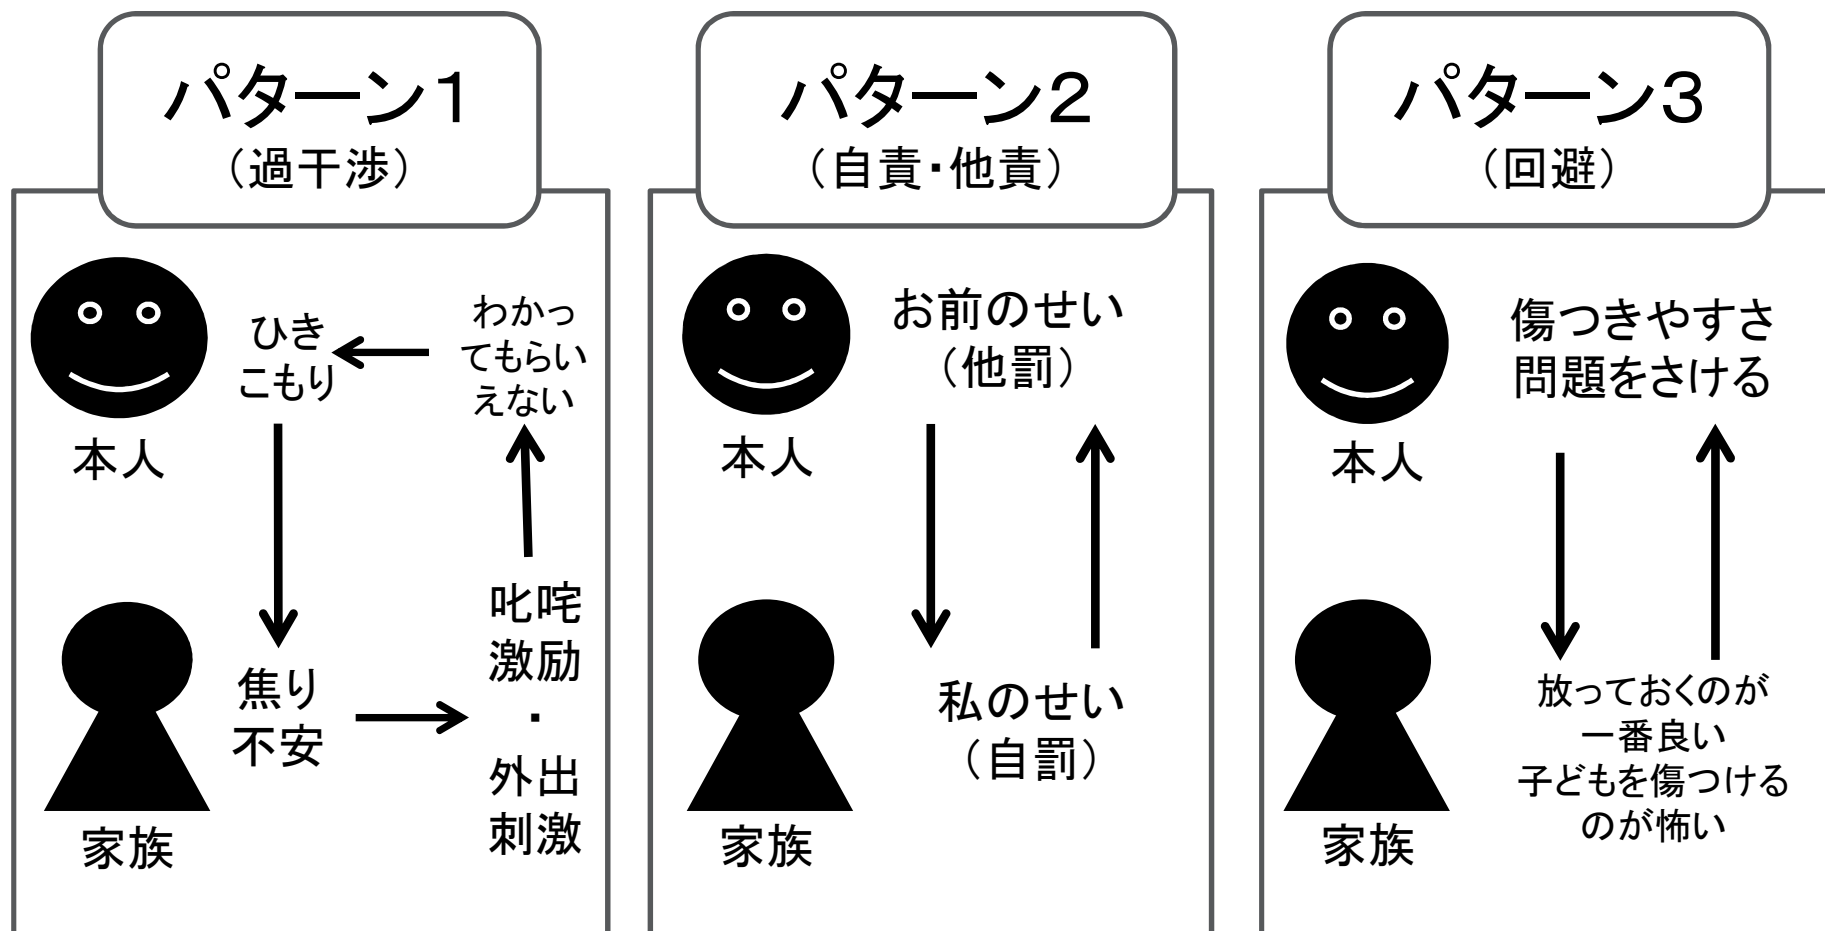 パターン１
（過干渉）
ひき
こもり
わかっ
てもらい
えない
本人
焦り
不安
叱咤
激励
・
外出
刺激
家族
パターン２
（自責・他責）
お前のせい
（他罰）
本人
私のせい
（自罰）
家族
パターン３
（回避）
傷つきやすさ
問題をさける
本人
放っておくのが
一番良い
子どもを傷つける
のが怖い
家族